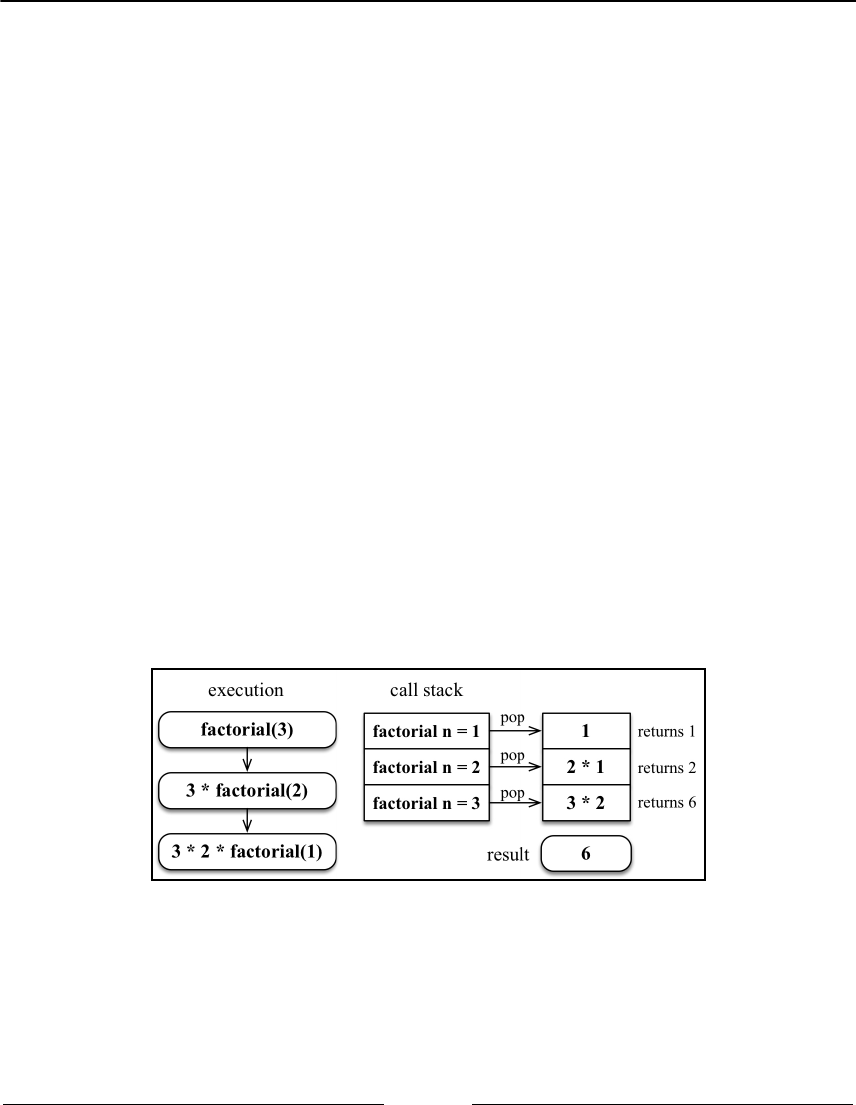 execution
factorial(3)
3 * factorial(2)
3 * 2 * factorial(1)
call stack
factorial n = 1 pop 1 returns 1
factorial n = 2 pop 2 * 1 returns 2
factorial n = 3 pop 3 * 2 returns 6
result 6